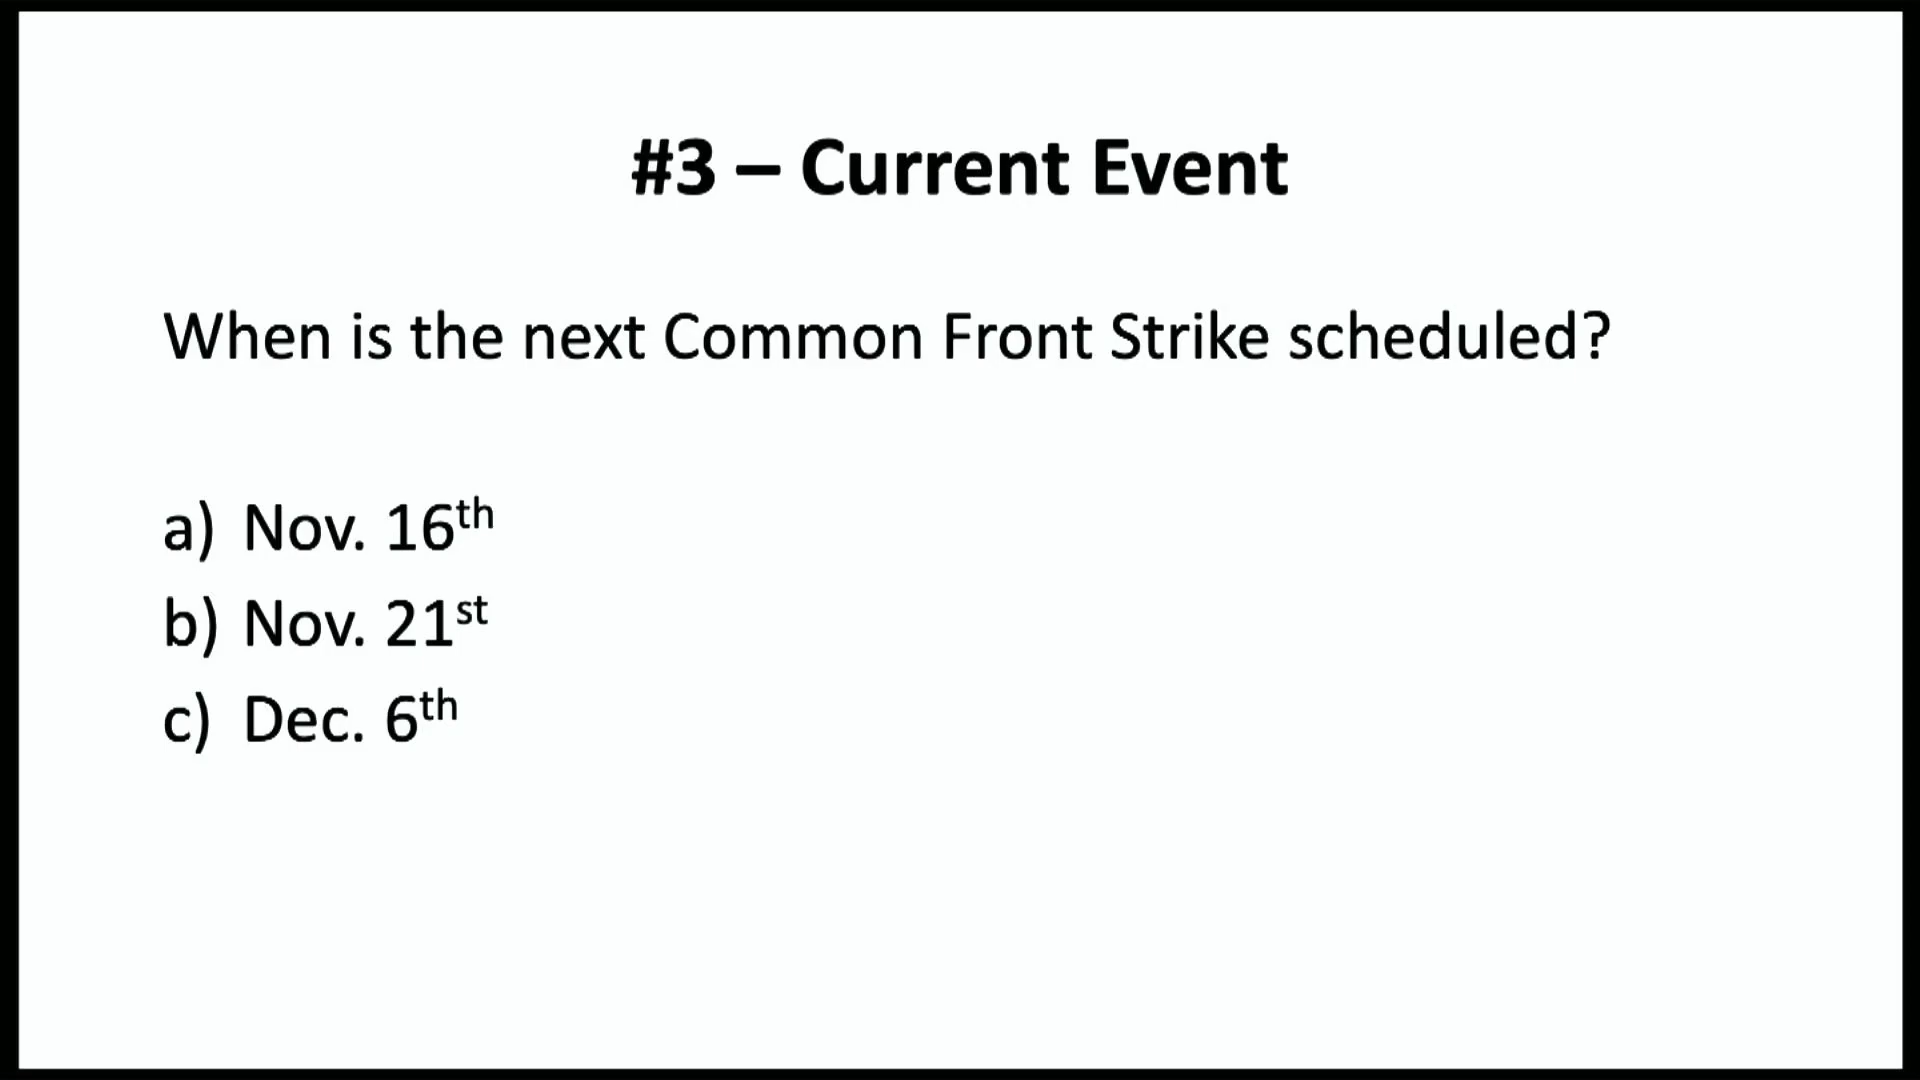 #3 – Current Event
When is the next Common Front Strike scheduled?
a) Nov. 16th
b) Nov. 21st
c) Dec. 6th